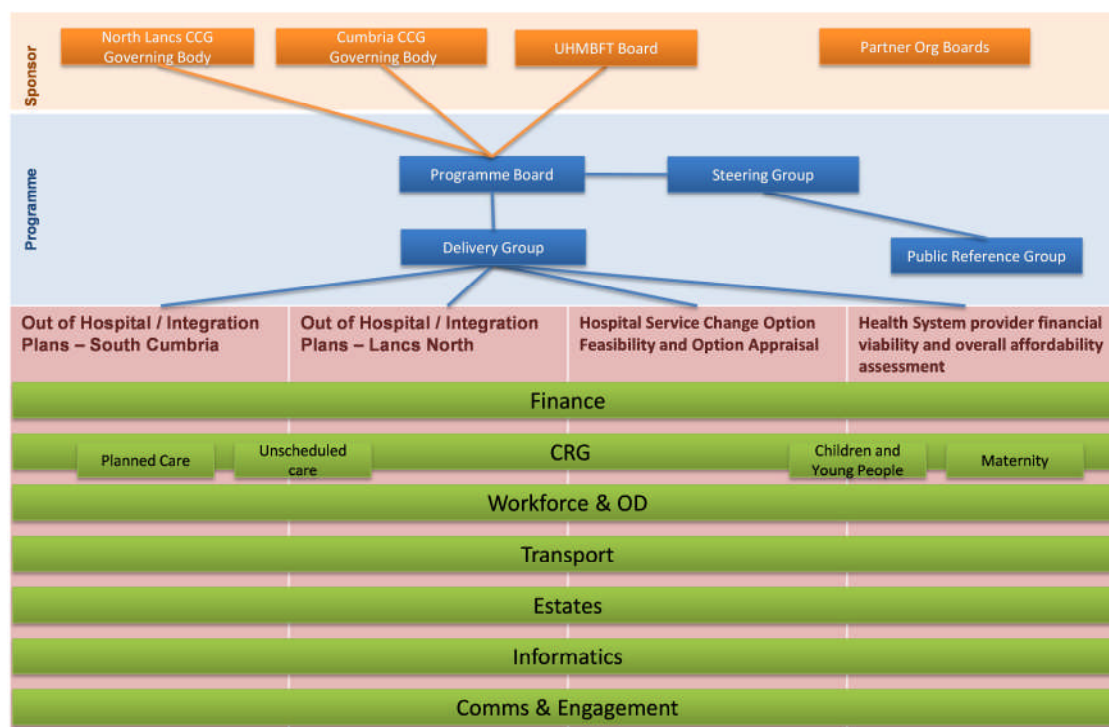 Sponsor
North Lancs CCG
Governing Body
Cumbria CCG
Governing Body
UHMBFT Board
Partner Org Boards
Programme
Programme Board
Steering Group
Delivery Group
Public Reference Group
Out of Hospital / Integration
Plans – South Cumbria
Out of Hospital / Integration
Plans – Lancs North
Hospital Service Change Option
Feasibility and Option Appraisal
Health System provider financial
viability and overall affordability
assessment
Finance
CRG
Planned Care
Unscheduled
care
Children and
Young People
Maternity
Workforce & OD
Transport
Estates
Informatics
Comms & Engagement